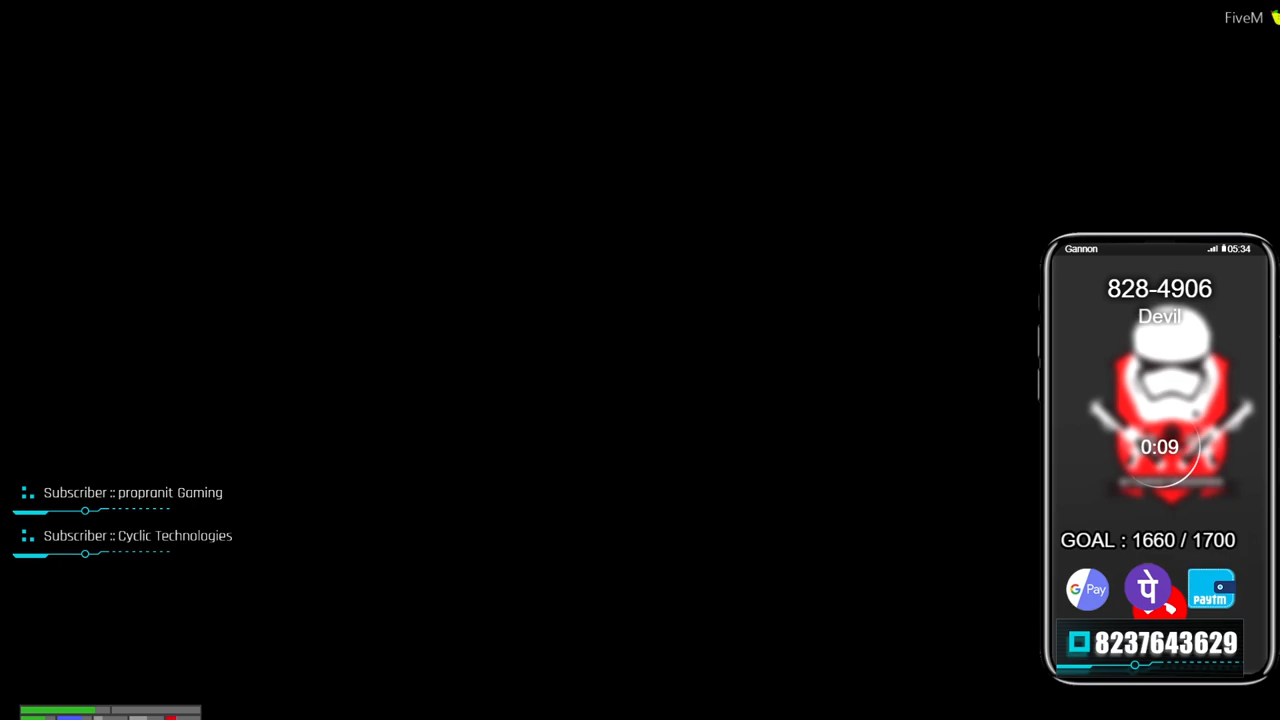 FiveM
Gannon 05:34
828-4906
Devil
0:09
Subscriber :: propranit Gaming
Subscriber :: Cyclic Technologies
GOAL : 1660 / 1700
G Pay पे paytm
8237643629